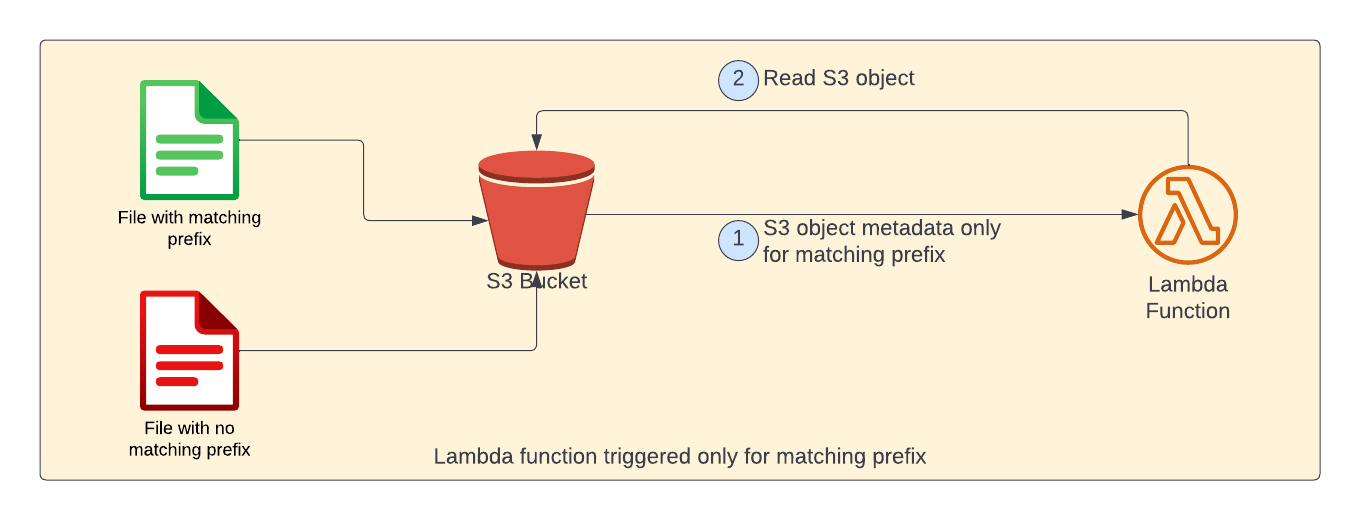 2 Read S3 object
File with matching
prefix
1 S3 object metadata only
for matching prefix
S3 Bucket
Lambda
Function
File with no
matching prefix
Lambda function triggered only for matching prefix